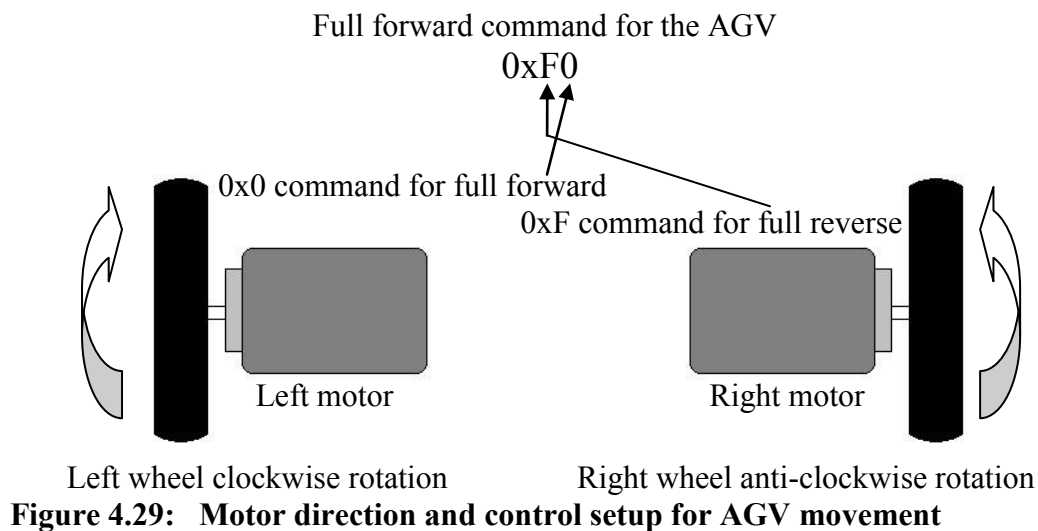 Full forward command for the AGV
0xF0
0x0 command for full forward
0xF command for full reverse
Left motor
Right motor
Left wheel clockwise rotation
Right wheel anti-clockwise rotation
Figure 4.29: Motor direction and control setup for AGV movement